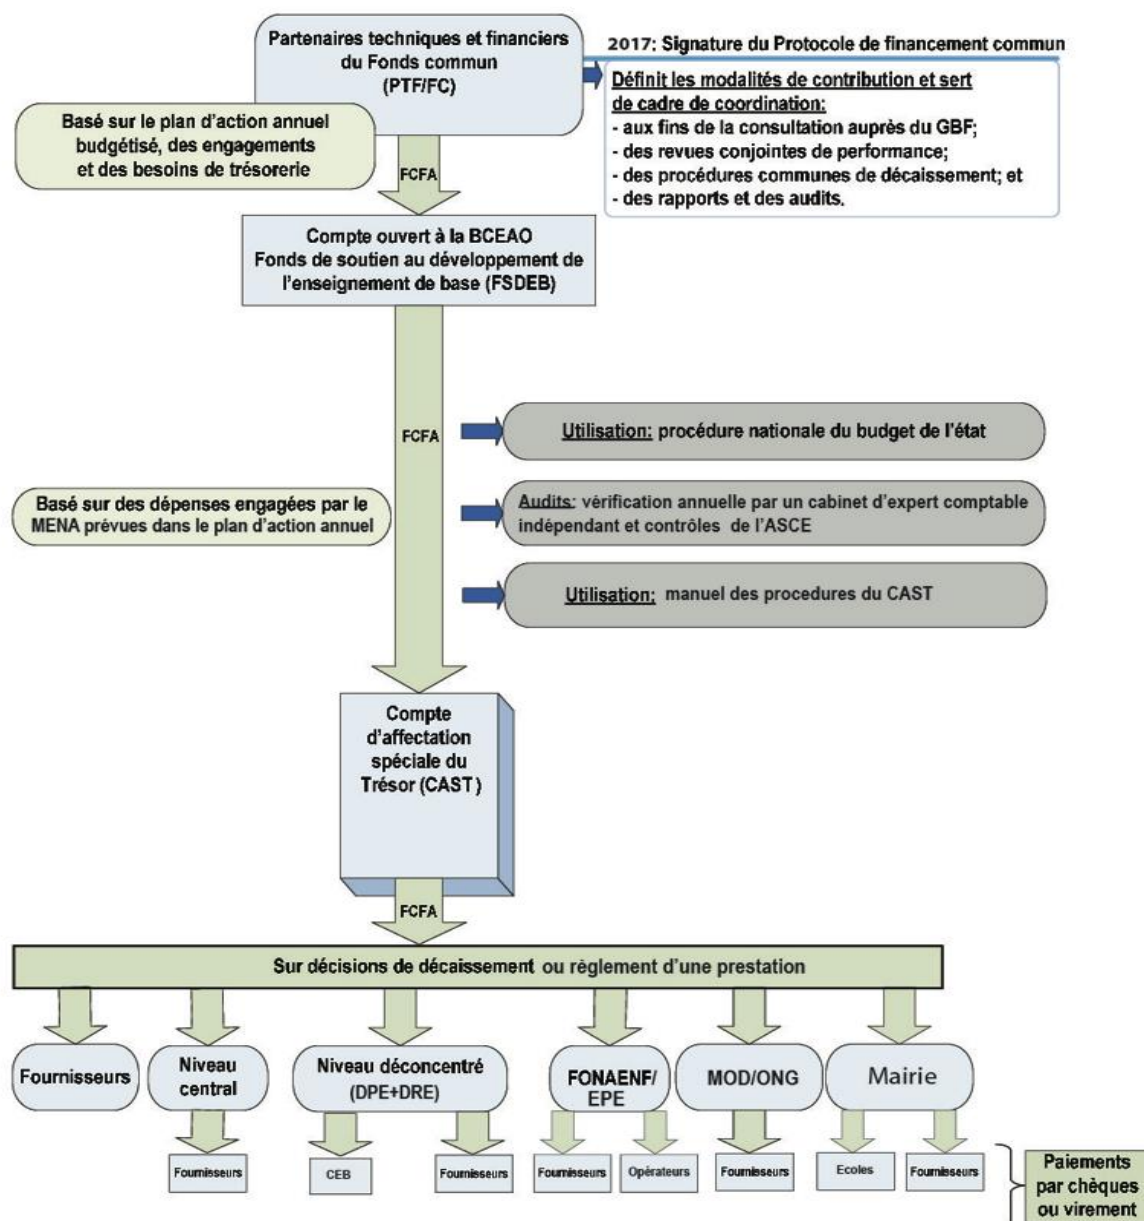 Partenaires techniques et financiers
du Fonds commun
(PTF/FC)
2017: Signature du Protocole de financement commun
Définit les modalités de contribution et sert
de cadre de coordination:
- aux fins de la consultation auprès du GBF;
- des revues conjointes de performance;
- des procédures communes de décaissement; et
- des rapports et des audits.
Basé sur le plan d'action annuel
budgétisé, des engagements
et des besoins de trésorerie
FCFA
Compte ouvert à la BCEAO
Fonds de soutien au développement de
l'enseignement de base (FSDEB)
FCFA
Utilisation: procédure nationale du budget de l'état
Basé sur des dépenses engagées par le
MENA prévues dans le plan d'action annuel
Audits: vérification annuelle par un cabinet d'expert comptable
indépendant et contrôles de l'ASCE
Utilisation: manuel des procedures du CAST
Compte
d'affectation
spéciale du
Trésor (CAST)
FCFA
Sur décisions de décaissement ou règlement d'une prestation
Fournisseurs
Niveau
central
Niveau déconcentré
(DPE+DRE)
FONAENF/
EPE
MOD/ONG
Mairie
Fournisseurs
CEB
Fournisseurs
Fournisseurs
Opérateurs
Fournisseurs
Ecoles
Fournisseurs
Paiements
par chèques
ou virement